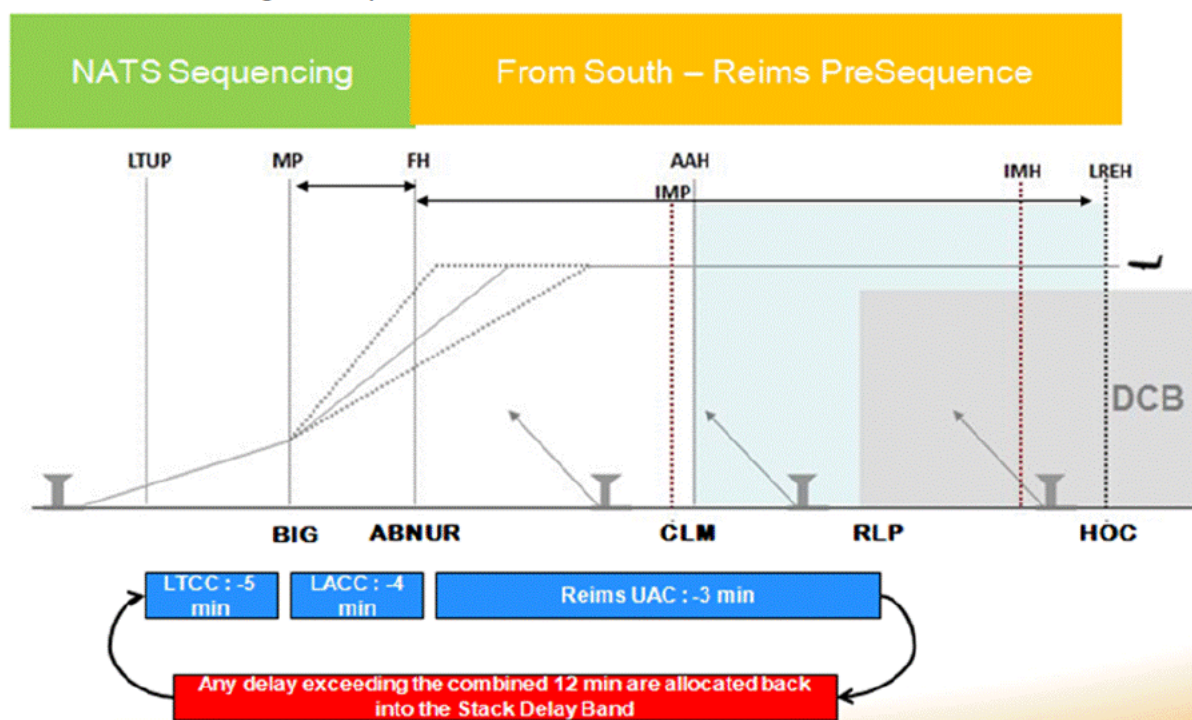 NATS Sequencing
From South – Reims PreSequence
LTUP
MP
FH
AAH
IMP
IMH
LREH
DCB
BIG
ABNUR
CLM
RLP
HOC
LTCC : -5
min
LACC : -4
min
Reims UAC : -3 min
Any delay exceeding the combined 12 min are allocated back
into the Stack Delay Band